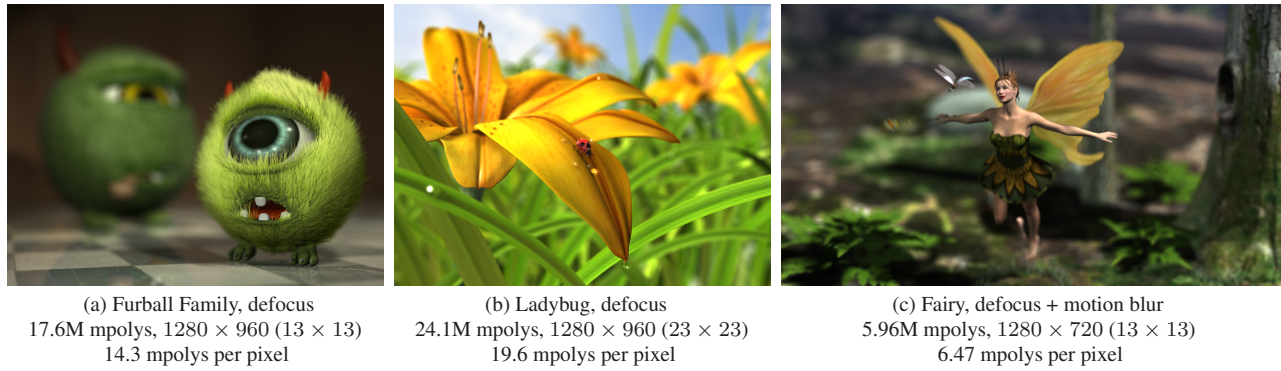 (a) Furball Family, defocus
17.6M mpolys, 1280 × 960 (13 × 13)
14.3 mpolys per pixel
(b) Ladybug, defocus
24.1M mpolys, 1280 × 960 (23 × 23)
19.6 mpolys per pixel
(c) Fairy, defocus + motion blur
5.96M mpolys, 1280 × 720 (13 × 13)
6.47 mpolys per pixel